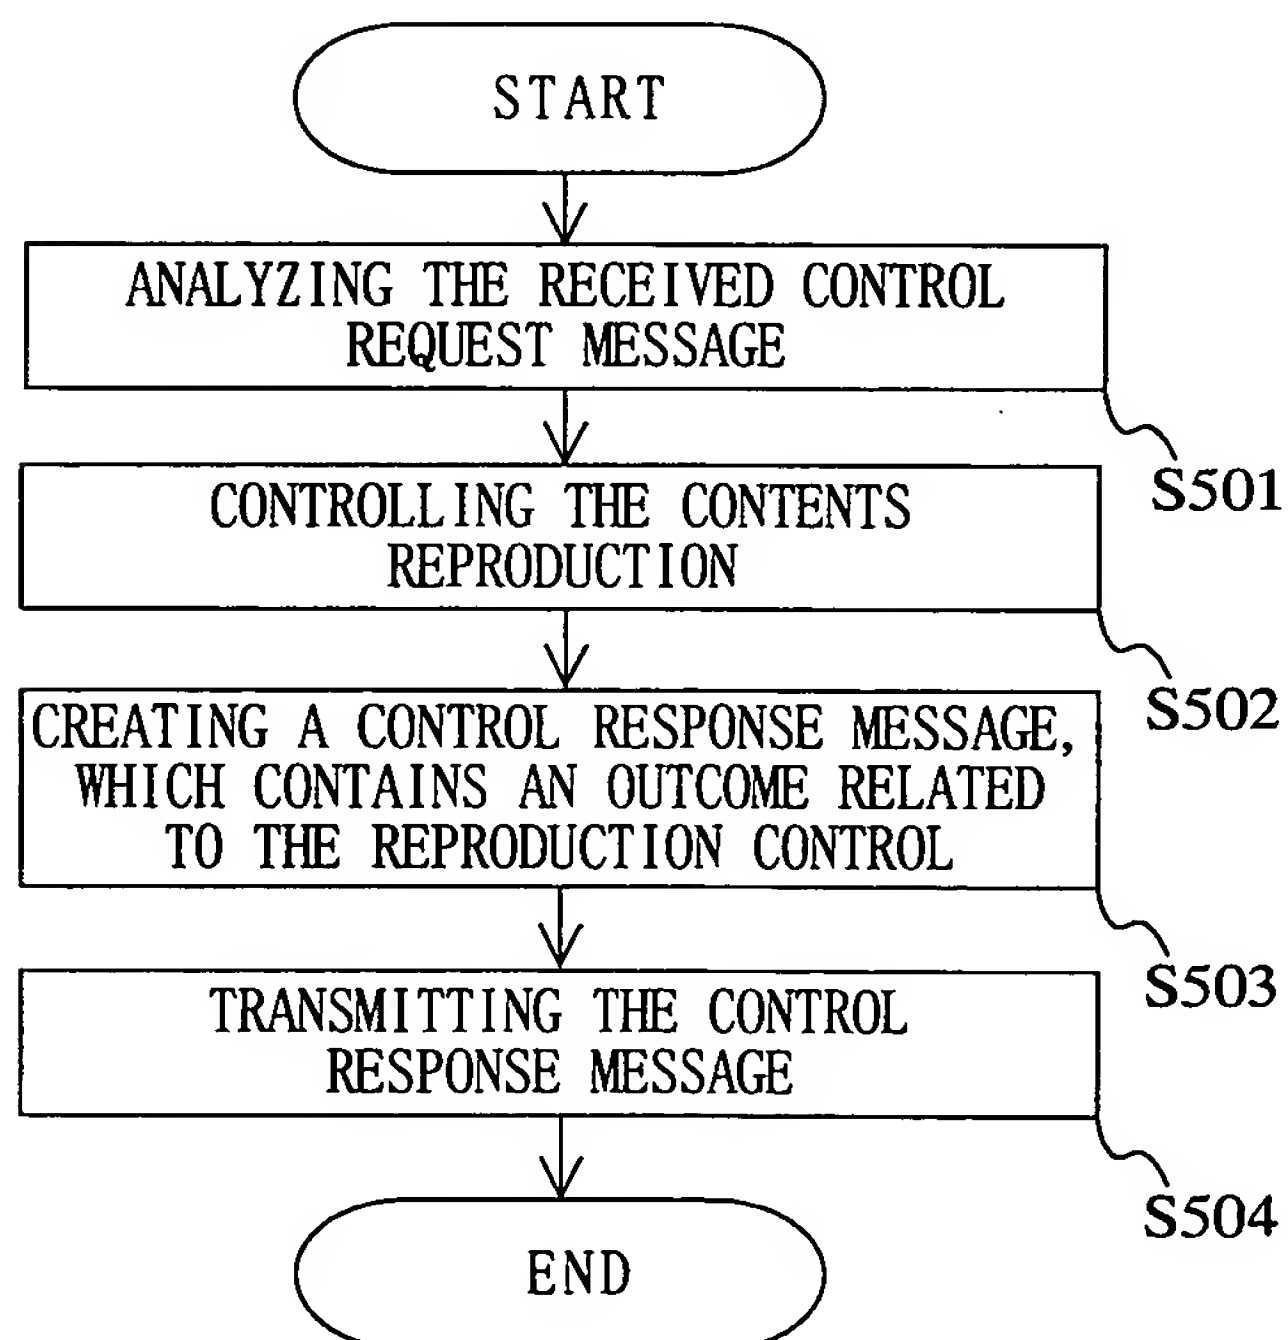 START
ANALYZING THE RECEIVED CONTROL
REQUEST MESSAGE
S501
CONTROLLING THE CONTENTS
REPRODUCTION
S502
CREATING A CONTROL RESPONSE MESSAGE,
WHICH CONTAINS AN OUTCOME RELATED
TO THE REPRODUCTION CONTROL
S503
TRANSMITTING THE CONTROL
RESPONSE MESSAGE
S504
END